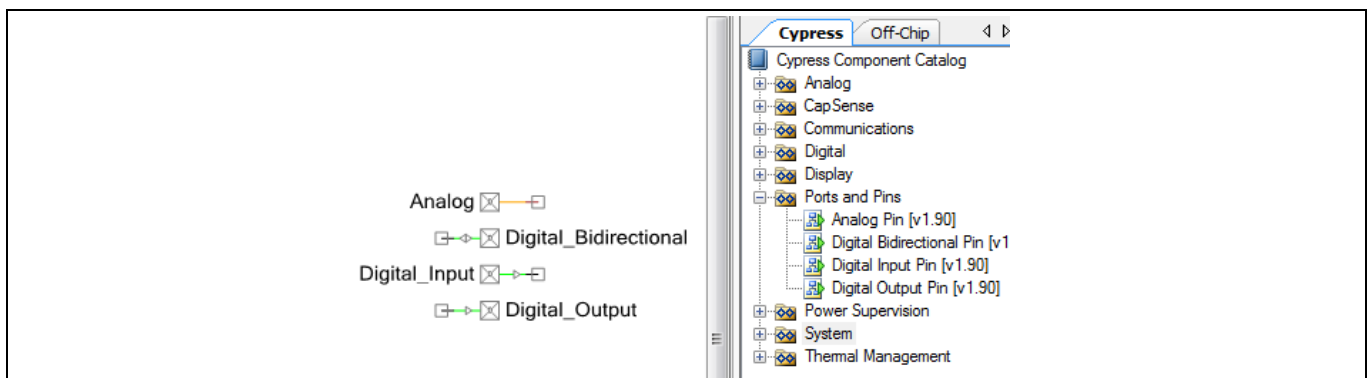 Analog
Digital_Bidirectional
Digital_Input
Digital_Output
Cypress Off-Chip
Cypress Component Catalog
Analog
CapSense
Communications
Digital
Display
Ports and Pins
Analog Pin [v1.90]
Digital Bidirectional Pin [v1
Digital Input Pin [v1.90]
Digital Output Pin [v1.90]
Power Supervision
System
Thermal Management